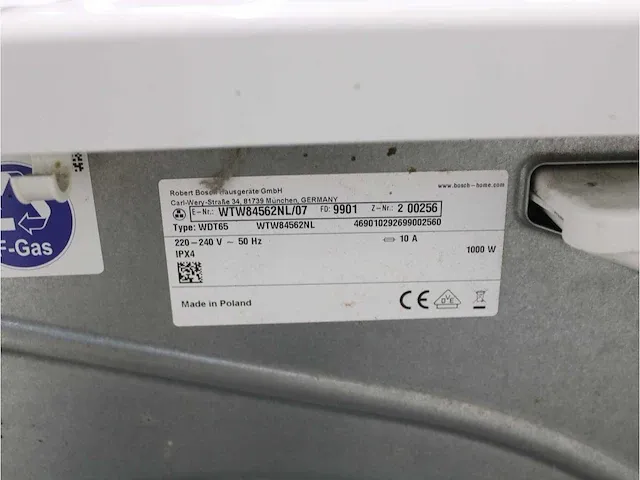 Robert Bosch Hausgeräte GmbH
Carl-Wery-Straße 34, 81739 München, GERMANY
www.bosch-home.com
E-Nr.: WTW84562NL/07 FD: 9901 Z-Nr.: 2 00256
Type: WDT65 WTW84562NL 469010292699002560
220-240 V ~ 50 Hz 10 A
IPX4 1000 W
Made in Poland
CE
F-Gas